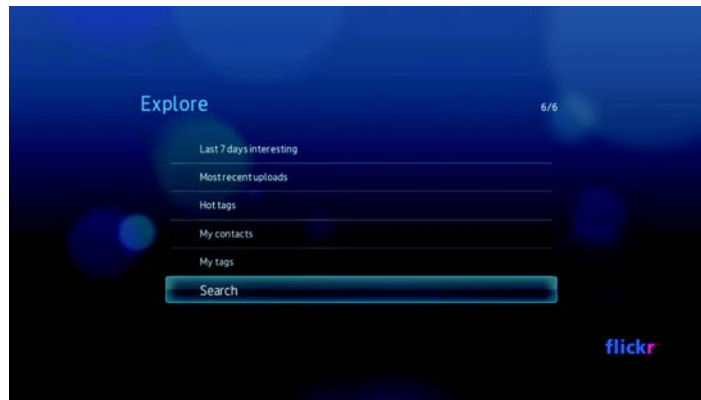 Explore
6/6
Last 7 days interesting
Most recent uploads
Hot tags
My contacts
My tags
Search
flickr